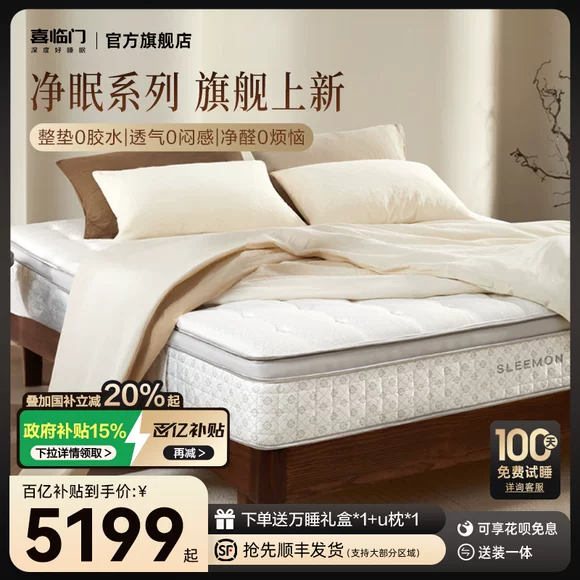 喜临门 官方旗舰店
深度好睡眠
净眠系列 旗舰上新
整垫0胶水|透气0闷感|净醛0烦恼
SLEEMON
叠加国补立减20%起
政府补贴15% 百亿补贴
下拉详情领取> 再减>
100天
免费试睡
详询客服
百亿补贴到手价:¥
5199起
下单送万睡礼盒*1+u枕*1
SF 抢先顺丰发货(支持大部分区域)
可享花呗免息
送装一体